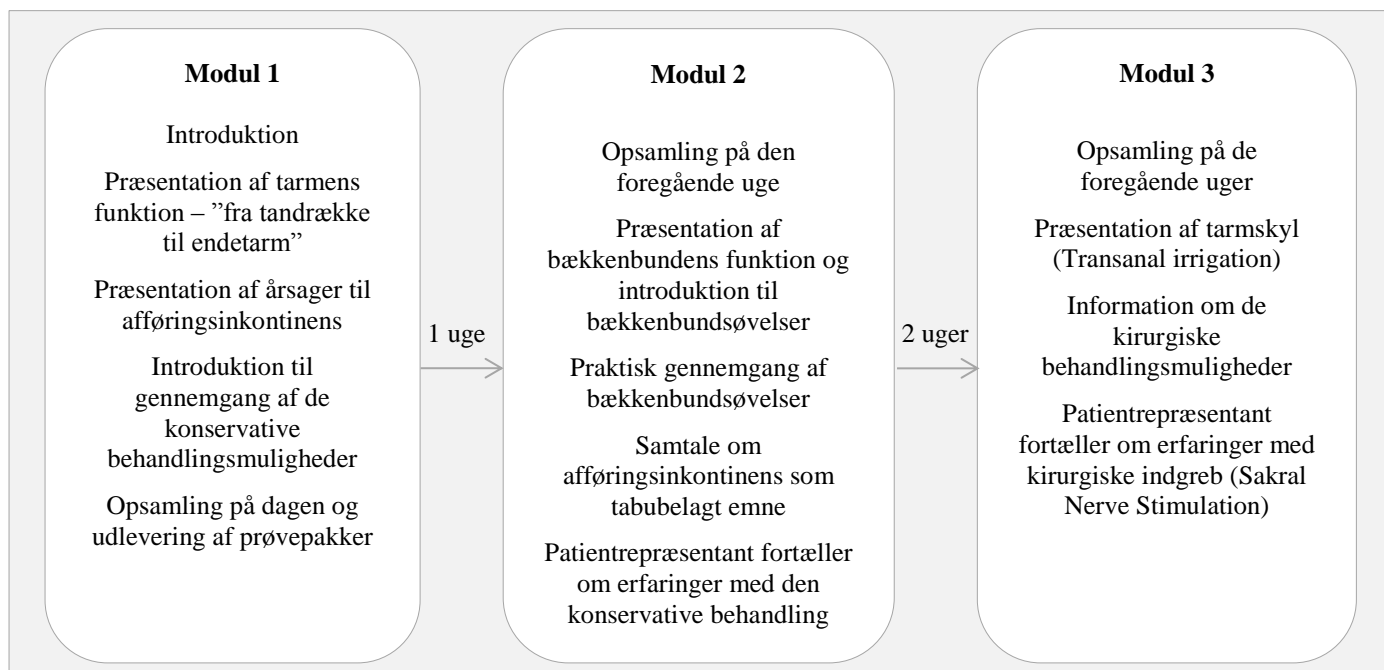 Modul 1
Introduktion
Præsentation af tarmens
funktion – ”fra tandrække
til endetarm”
Præsentation af årsager til
afføringsinkontinens
Introduktion til
gennemgang af de
konservative
behandlingsmuligheder
Opsamling på dagen og
udlevering af prøvepakker
1 uge
Modul 2
Opsamling på den
foregående uge
Præsentation af
bækkenbundens funktion og
introduktion til
bækkenbundsøvelser
Praktisk gennemgang af
bækkenbundsøvelser
Samtale om
afføringsinkontinens som
tabubelagt emne
Patientrepræsentant fortæller
om erfaringer med den
konservative behandling
2 uger
Modul 3
Opsamling på de
foregående uger
Præsentation af tarmskyl
(Transanal irrigation)
Information om de
kirurgiske
behandlingsmuligheder
Patientrepræsentant
fortæller om erfaringer med
kirurgiske indgreb (Sakral
Nerve Stimulation)